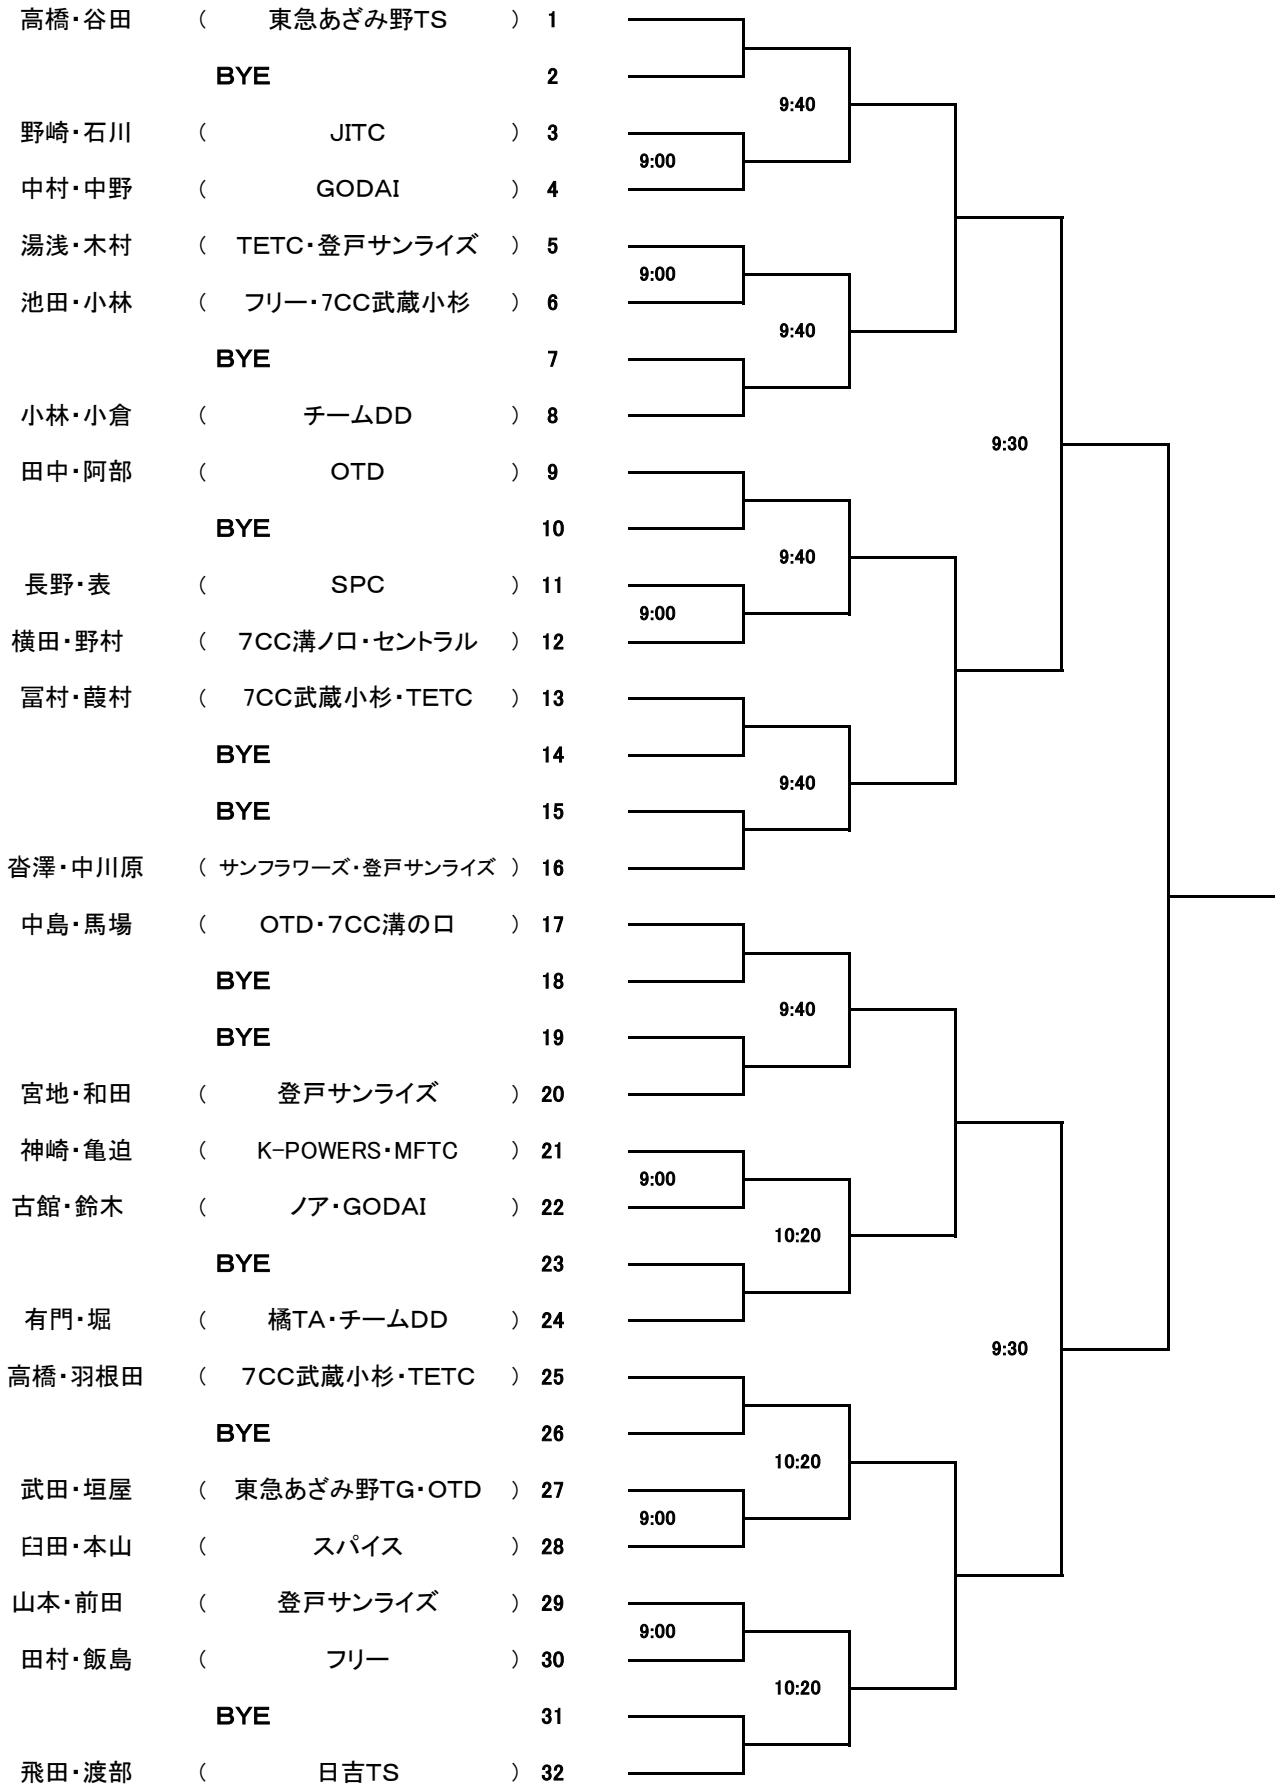 高橋・谷田 ( 東急あざみ野TS ) 1
BYE 2
9:40
野崎・石川 ( JITC ) 3
9:00
中村・中野 ( GODAI ) 4
湯浅・木村 ( TETC・登戸サンライズ ) 5
9:00
池田・小林 ( フリー・7CC武蔵小杉 ) 6
9:40
BYE 7
小林・小倉 ( チームDD ) 8
9:30
田中・阿部 ( OTD ) 9
BYE 10
9:40
長野・表 ( SPC ) 11
9:00
横田・野村 ( 7CC溝ノ口・セントラル ) 12
冨村・葭村 ( 7CC武蔵小杉・TETC ) 13
BYE 14
9:40
BYE 15
沓澤・中川原 ( サンフラワーズ・登戸サンライズ ) 16
中島・馬場 ( OTD・7CC溝の口 ) 17
BYE 18
9:40
BYE 19
宮地・和田 ( 登戸サンライズ ) 20
神崎・亀迫 ( K-POWERS・MFTC ) 21
9:00
古館・鈴木 ( ノア・GODAI ) 22
10:20
BYE 23
有門・堀 ( 橘TA・チームDD ) 24
9:30
高橋・羽根田 ( 7CC武蔵小杉・TETC ) 25
BYE 26
10:20
武田・垣屋 ( 東急あざみ野TG・OTD ) 27
9:00
臼田・本山 ( スパイス ) 28
山本・前田 ( 登戸サンライズ ) 29
9:00
田村・飯島 ( フリー ) 30
10:20
BYE 31
飛田・渡部 ( 日吉TS ) 32